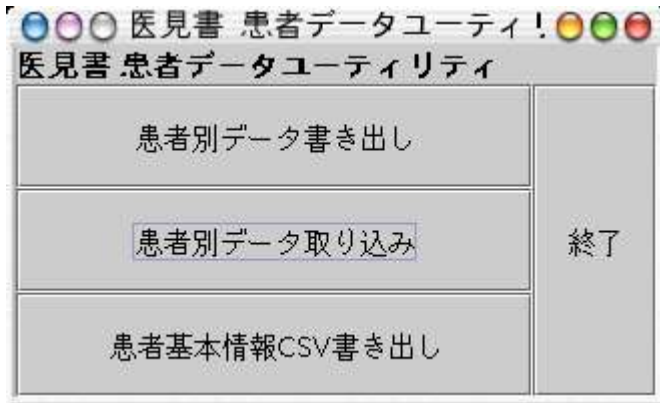 医見書 患者データユーティリ
医見書 患者データユーティリティ
患者別データ書き出し
患者別データ取り込み
終了
患者基本情報CSV書き出し